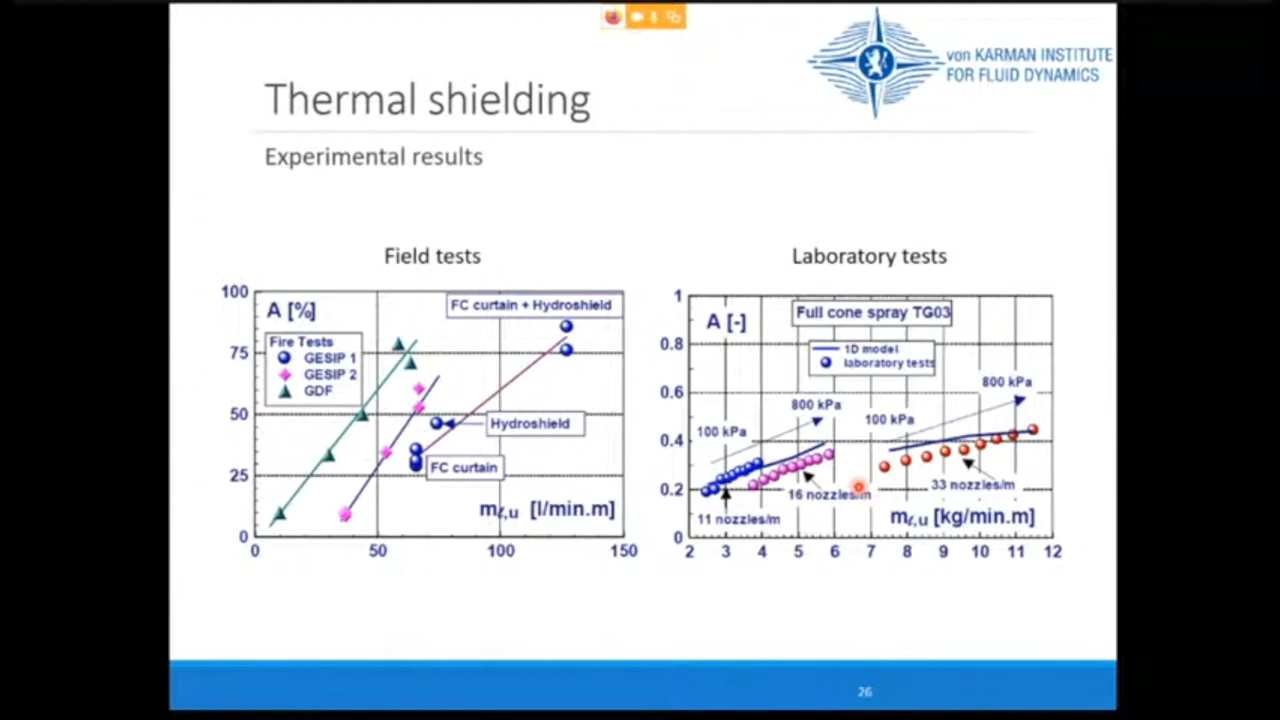 von KARMAN INSTITUTE
FOR FLUID DYNAMICS
Thermal shielding
Experimental results
Field tests
100
75
50
25
0
0
50
100
150
A [%]
Fire Tests
GESIP 1
GESIP 2
GDF
FC curtain + Hydroshield
Hydroshield
FC curtain
mℓ,u [l/min.m]
Laboratory tests
1
0.8
0.6
0.4
0.2
0
2 3 4 5 6 7 8 9 10 11 12
A [-]
Full cone spray TG03
1D model
laboratory tests
100 kPa
800 kPa
100 kPa
800 kPa
11 nozzles/m
16 nozzles/m
33 nozzles/m
mℓ,u [kg/min.m]
26